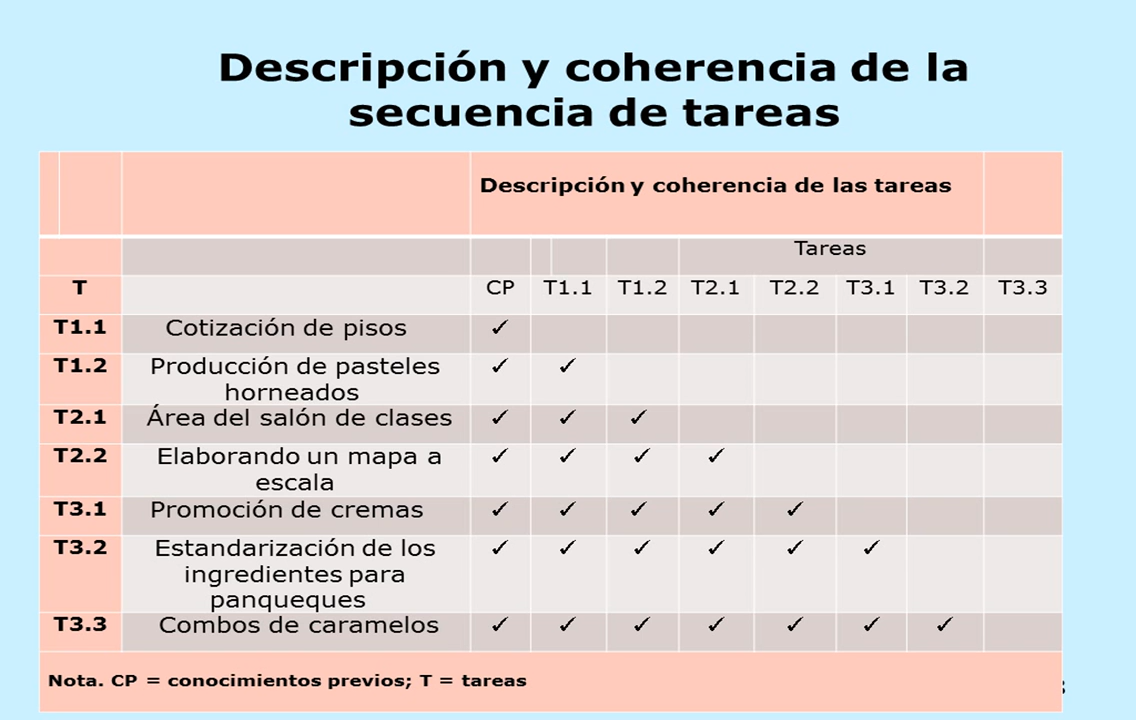 Descripción y coherencia de la
secuencia de tareas
Descripción y coherencia de las tareas
Tareas
T CP T1.1 T1.2 T2.1 T2.2 T3.1 T3.2 T3.3
T1.1 Cotización de pisos ✓
T1.2 Producción de pasteles ✓ ✓
horneados
T2.1 Área del salón de clases ✓ ✓ ✓
T2.2 Elaborando un mapa a ✓ ✓ ✓ ✓
escala
T3.1 Promoción de cremas ✓ ✓ ✓ ✓ ✓
T3.2 Estandarización de los ✓ ✓ ✓ ✓ ✓ ✓
ingredientes para
panqueques
T3.3 Combos de caramelos ✓ ✓ ✓ ✓ ✓ ✓ ✓
Nota. CP = conocimientos previos; T = tareas